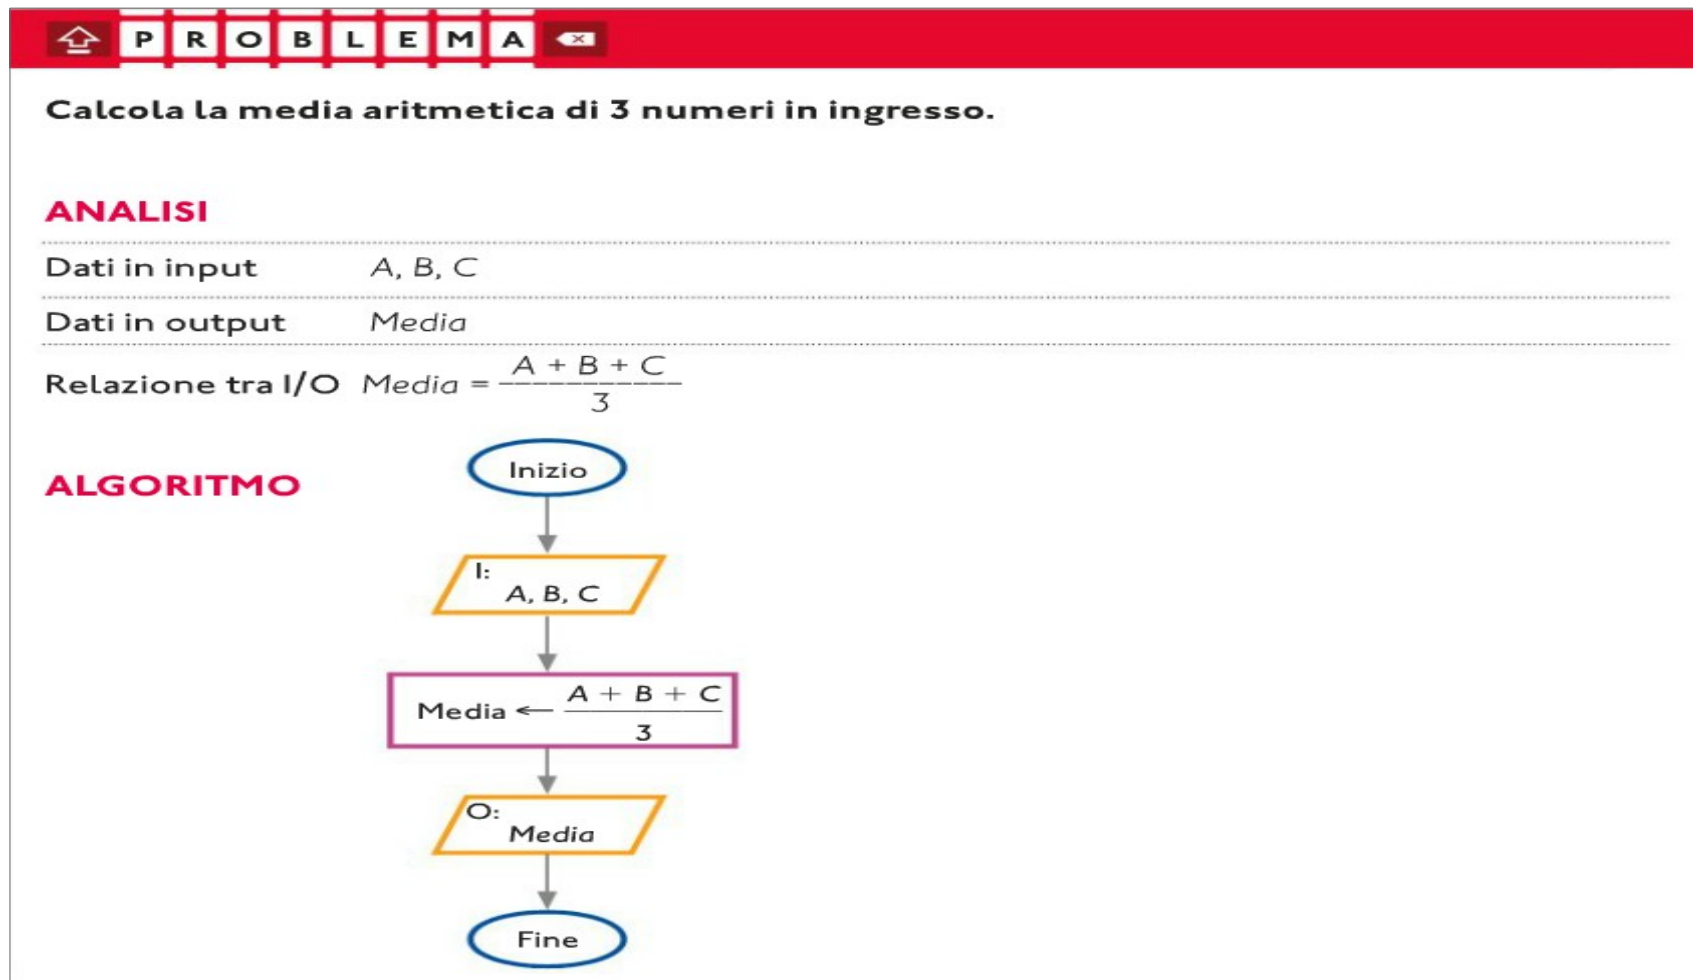 PROBLEMA
Calcola la media aritmetica di 3 numeri in ingresso.
ANALISI
Dati in input A, B, C
Dati in output Media
Relazione tra I/O Media = A + B + C
3
ALGORITMO
Inizio
I:
A, B, C
Media ← A + B + C
3
O:
Media
Fine